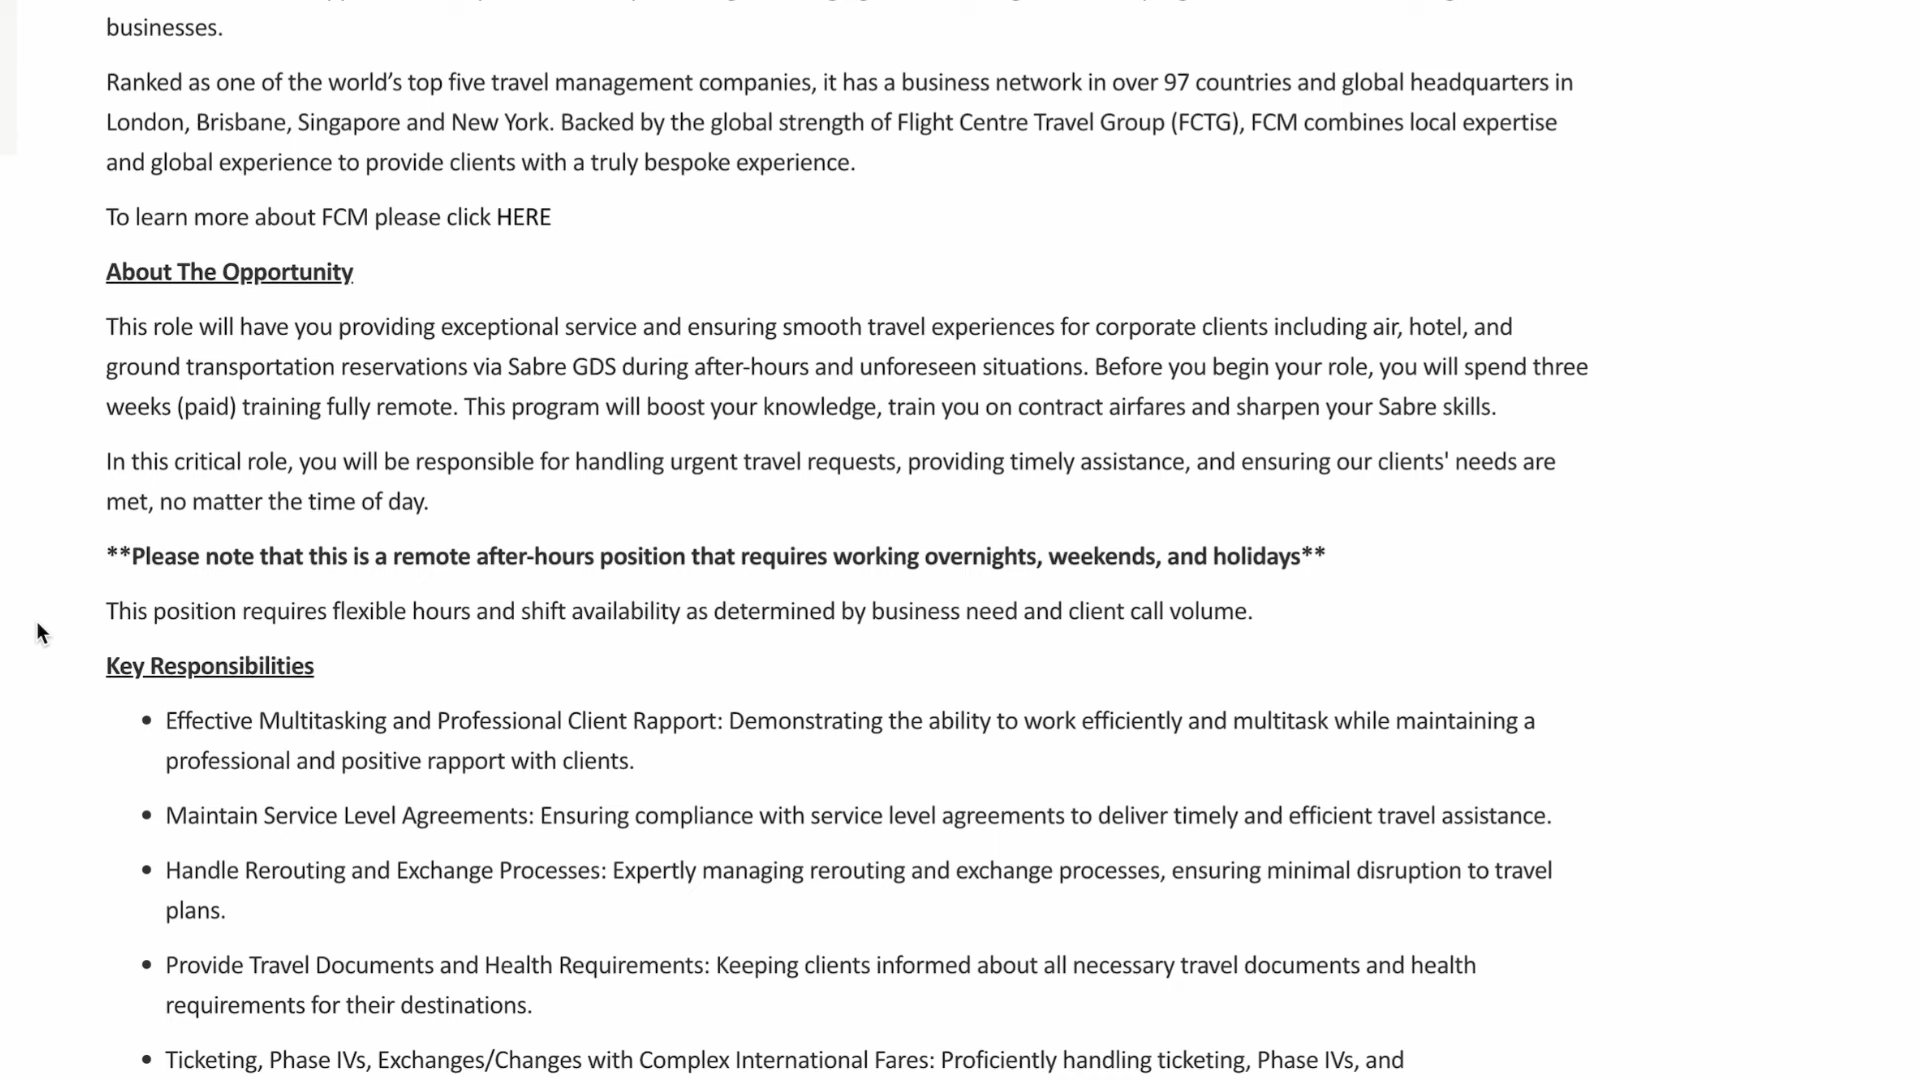 businesses.
Ranked as one of the world’s top five travel management companies, it has a business network in over 97 countries and global headquarters in
London, Brisbane, Singapore and New York. Backed by the global strength of Flight Centre Travel Group (FCTG), FCM combines local expertise
and global experience to provide clients with a truly bespoke experience.
To learn more about FCM please click HERE
About The Opportunity
This role will have you providing exceptional service and ensuring smooth travel experiences for corporate clients including air, hotel, and
ground transportation reservations via Sabre GDS during after-hours and unforeseen situations. Before you begin your role, you will spend three
weeks (paid) training fully remote. This program will boost your knowledge, train you on contract airfares and sharpen your Sabre skills.
In this critical role, you will be responsible for handling urgent travel requests, providing timely assistance, and ensuring our clients' needs are
met, no matter the time of day.
**Please note that this is a remote after-hours position that requires working overnights, weekends, and holidays**
This position requires flexible hours and shift availability as determined by business need and client call volume.
Key Responsibilities
• Effective Multitasking and Professional Client Rapport: Demonstrating the ability to work efficiently and multitask while maintaining a
professional and positive rapport with clients.
• Maintain Service Level Agreements: Ensuring compliance with service level agreements to deliver timely and efficient travel assistance.
• Handle Rerouting and Exchange Processes: Expertly managing rerouting and exchange processes, ensuring minimal disruption to travel
plans.
• Provide Travel Documents and Health Requirements: Keeping clients informed about all necessary travel documents and health
requirements for their destinations.
• Ticketing, Phase IVs, Exchanges/Changes with Complex International Fares: Proficiently handling ticketing, Phase IVs, and